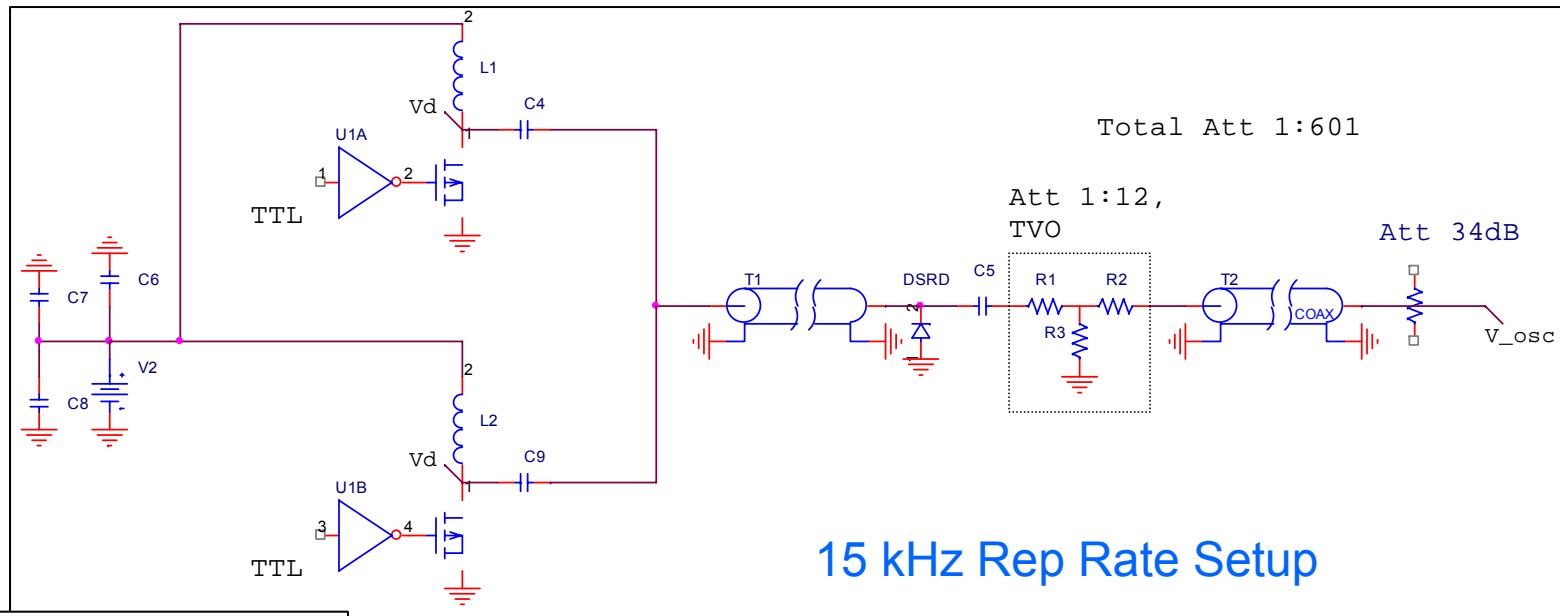 2
L1
Vd
C4
1
U1A
1
2
TTL
Total Att 1:601
Att 1:12,
TVO
Att 34dB
C6
C7
T1
DSRD
C5
R1
R2
T2
2
R3
COAX
V_osc
1
V2
+
-
C8
2
L2
Vd
C9
1
U1B
3
4
TTL
15 kHz Rep Rate Setup